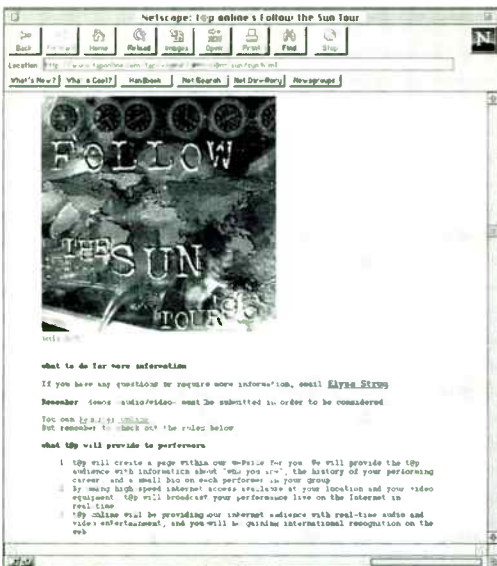 Netscape: t@p online's Follow the Sun Tour
Back Forward Home Reload Images Open Print Find Stop
N
Location http
What's New? What's Cool? Handbook Net Search Net Directory Newsgroups
FOLLOW
THE SUN
TOUR '96
what to do for more information
If you have any questions or require more information, email Elysa
Remember demos audio/video must be submitted in order to be considered
You can online
But remember to check out the rules below
what t@p will provide to performers
1 t@p will create a page within our website for you. We will provide the t@p
audience with information about "who you are", the history of your performing
career and a small bio on each performer in your group
By using high speed internet access available at your location and your video
equipment t@p will broadcast your performance live on the Internet in
real time
t@p online will be providing our internet audience with real-time audio and
video entertainment, and you will be gaining international recognition on the
web